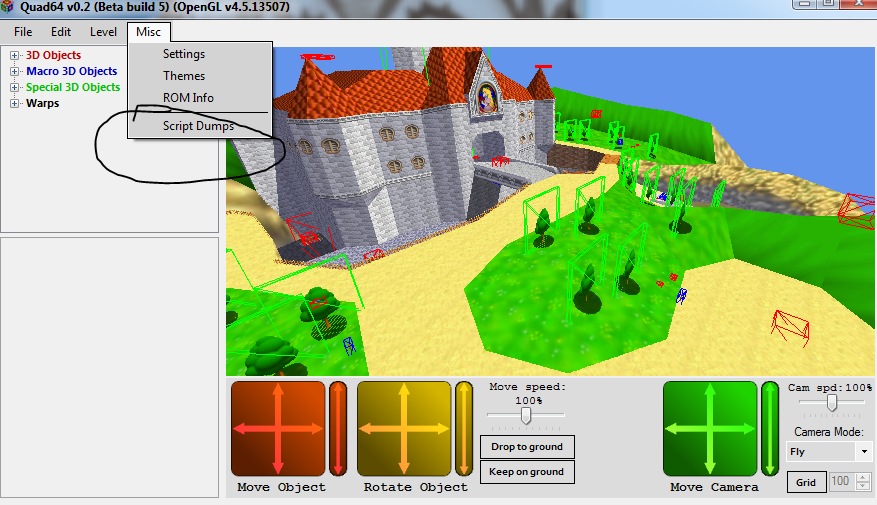 Quad64 v0.2 (Beta build 5) (OpenGL v4.5.13507)
File Edit Level Misc
Settings
Themes
ROM Info
Script Dumps
3D Objects
Macro 3D Objects
Special 3D Objects
Warps
Move Object
Rotate Object
Move speed:
100%
Drop to ground
Keep on ground
Move Camera
Cam spd:100%
Camera Mode:
Fly
Grid 100